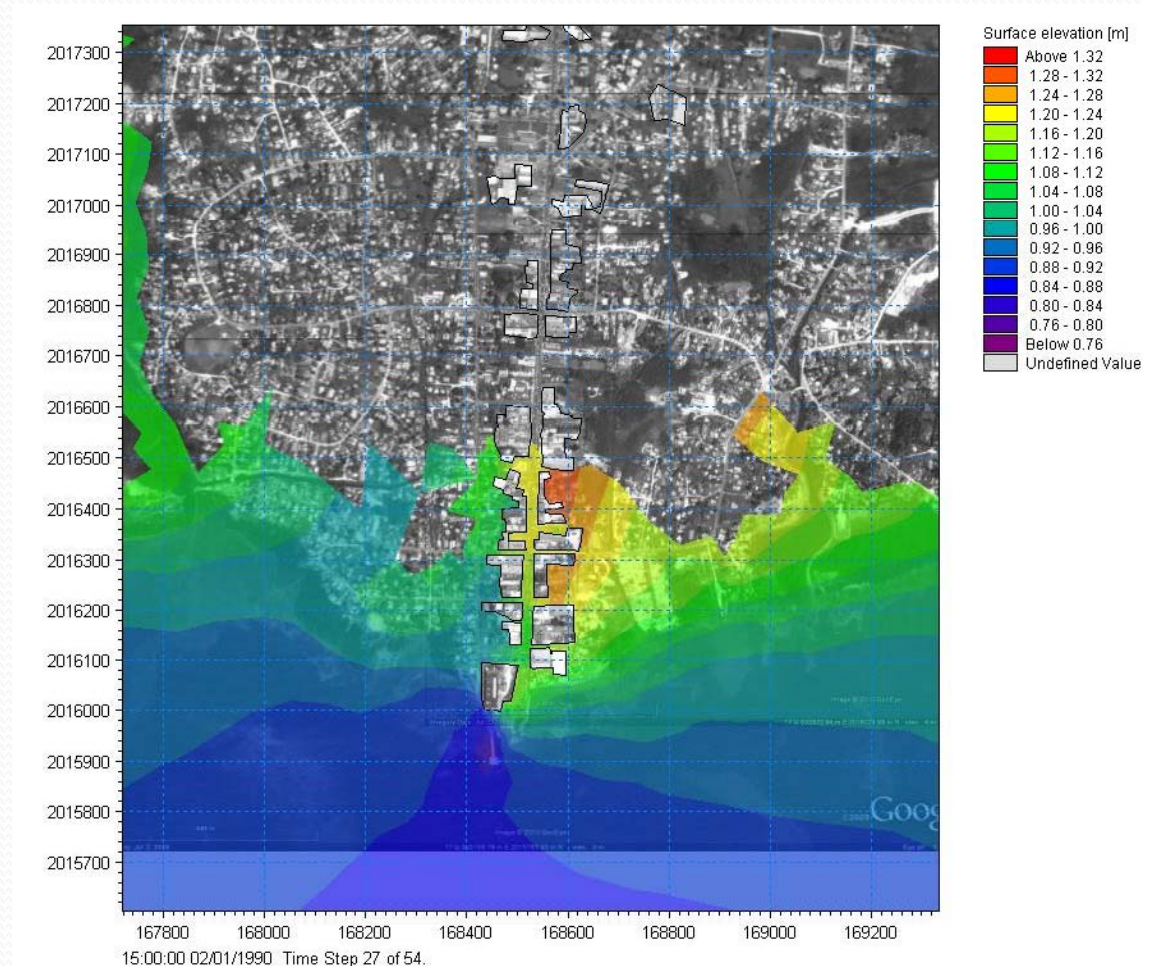 Surface elevation [m]
Above 1.32
1.28 - 1.32
1.24 - 1.28
1.20 - 1.24
1.16 - 1.20
1.12 - 1.16
1.08 - 1.12
1.04 - 1.08
1.00 - 1.04
0.96 - 1.00
0.92 - 0.96
0.88 - 0.92
0.84 - 0.88
0.80 - 0.84
0.76 - 0.80
Below 0.76
Undefined Value
2017300
2017200
2017100
2017000
2016900
2016800
2016700
2016600
2016500
2016400
2016300
2016200
2016100
2016000
2015900
2015800
2015700
Goog
167800 168000 168200 168400 168600 168800 169000 169200
15:00:00 02/01/1990 Time Step 27 of 54.